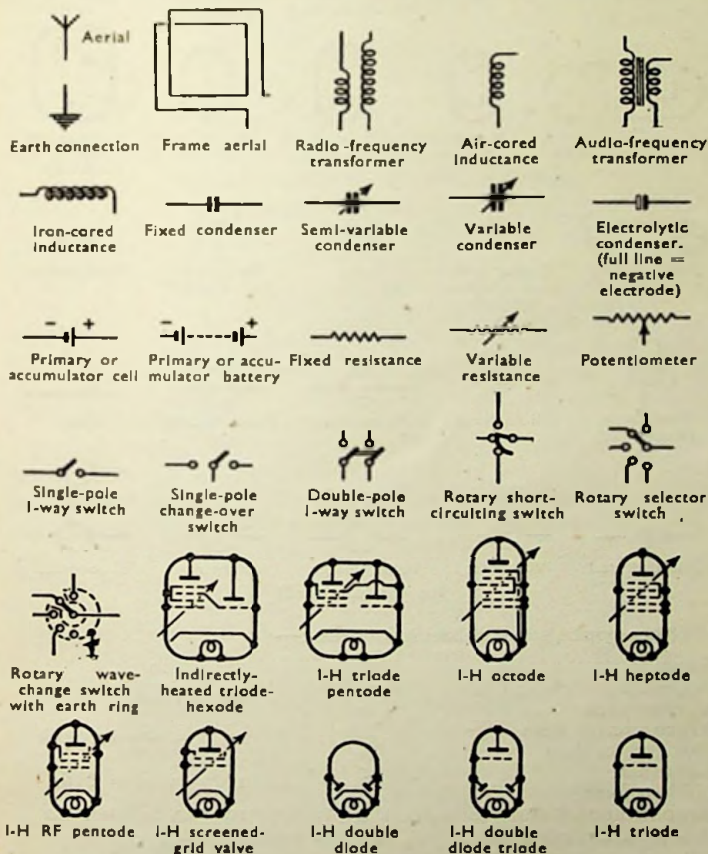 Aerial
Earth connection
Frame aerial
Radio-frequency
transformer
Air-cored
inductance
Audio-frequency
transformer
Iron-cored
inductance
Fixed condenser
Semi-variable
condenser
Variable
condenser
Electrolytic
condenser.
(full line =
negative
electrode)
− +
Primary or
accumulator cell
− +
Primary or accu-
mulator battery
Fixed resistance
Variable
resistance
Potentiometer
Single-pole
1-way switch
Single-pole
change-over
switch
Double-pole
1-way switch
Rotary short-
circuiting switch
Rotary selector
switch
Rotary wave-
change switch
with earth ring
Indirectly-
heated triode-
hexode
I-H triode
pentode
I-H octode
I-H heptode
I-H RF pentode
I-H screened-
grid valve
I-H double
diode
I-H double
diode triode
I-H triode